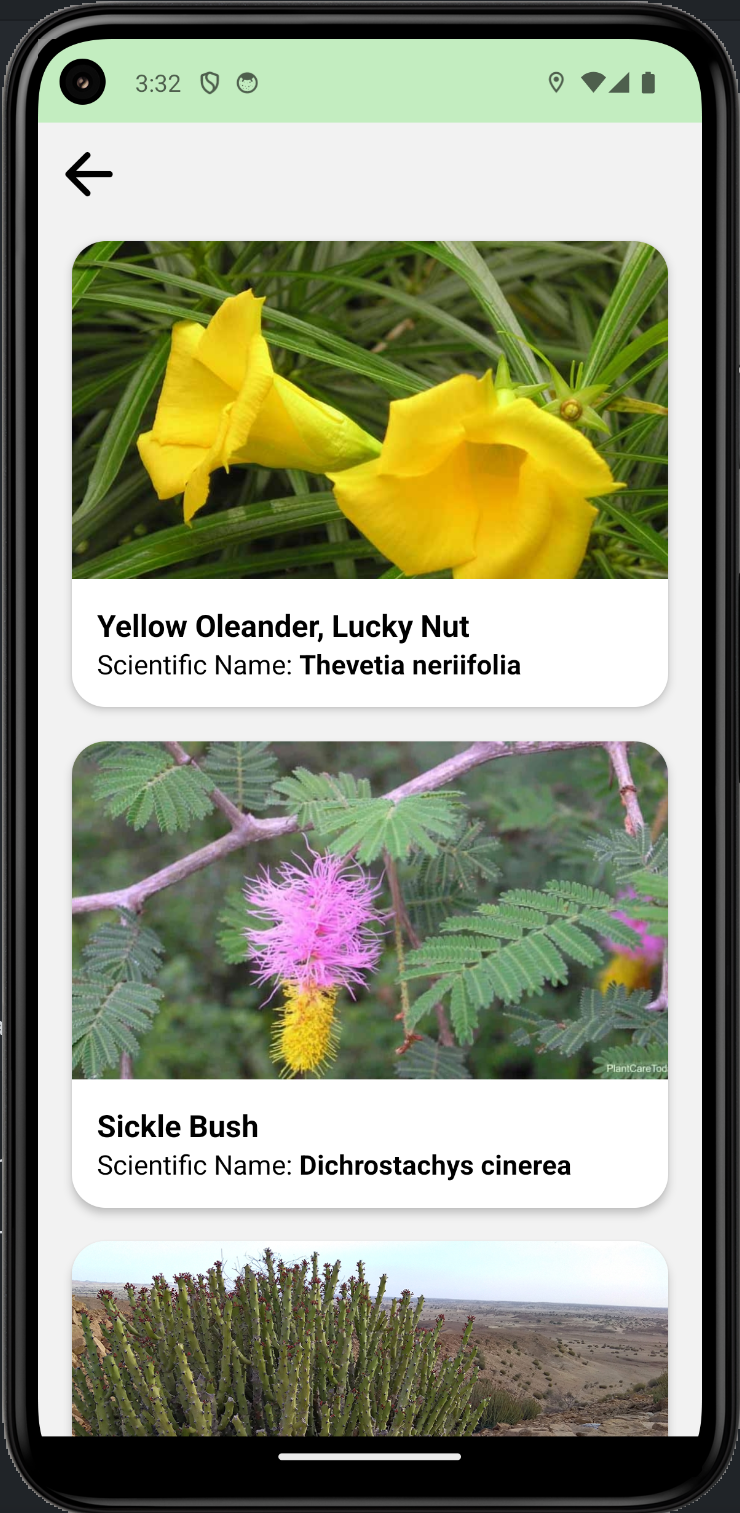 3:32
Yellow Oleander, Lucky Nut
Scientific Name: Thevetia neriifolia
PlantCareTod
Sickle Bush
Scientific Name: Dichrostachys cinerea